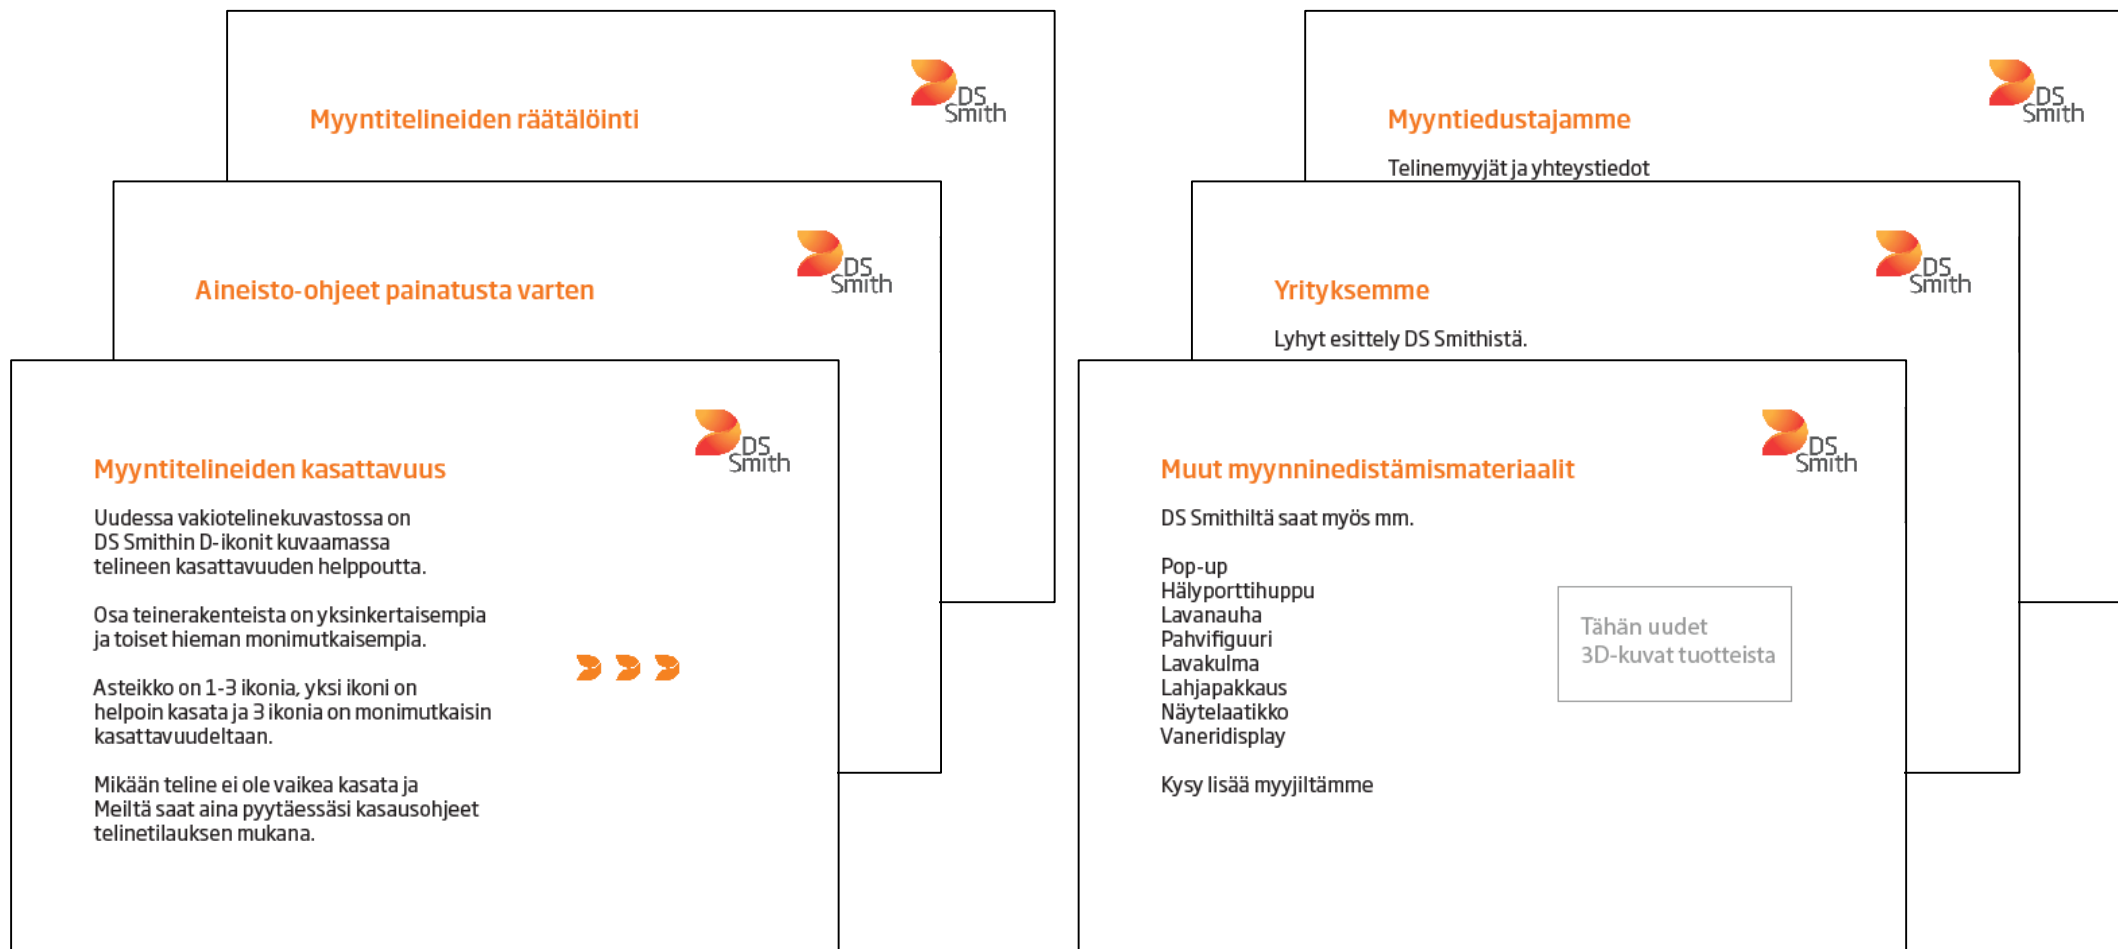 DS
Smith
Myyntitelineiden räätälöinti
DS
Smith
Aineisto-ohjeet painatusta varten
DS
Smith
Myyntitelineiden kasattavuus
Uudessa vakiotelinekuvastossa on
DS Smithin D-ikonit kuvaamassa
telineen kasattavuuden helppoutta.
Osa teinerakenteista on yksinkertaisempia
ja toiset hieman monimutkaisempia.
Asteikko on 1-3 ikonia, yksi ikoni on
helpoin kasata ja 3 ikonia on monimutkaisin
kasattavuudeltaan.
Mikään teline ei ole vaikea kasata ja
Meiltä saat aina pyytäessäsi kasausohjeet
telinetilauksen mukana.
DS
Smith
Myyntiedustajamme
Telinemyyjät ja yhteystiedot
DS
Smith
Yrityksemme
Lyhyt esittely DS Smithistä.
DS
Smith
Muut myynninedistämismateriaalit
DS Smithiltä saat myös mm.
Pop-up
Hälyporttihuppu
Lavanauha
Pahvifiguuri
Lavakulma
Lahjapakkaus
Näytelaatikko
Vaneridisplay
Kysy lisää myyjiltämme
Tähän uudet
3D-kuvat tuotteista